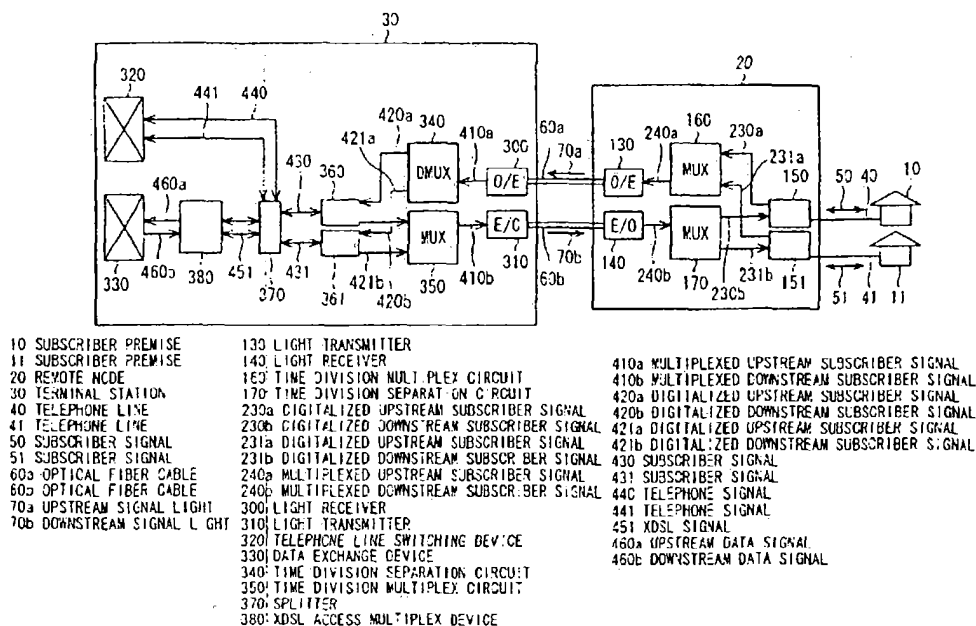 30
20
320
441
440
420a
421a
340
410a
300
60a
70a
130
240a
160
230a
231a
150
50
40
10
430
360
DMUX
O/E
O/E
MUX
460a
MUX
E/C
E/O
MUX
460b
330
380
451
370
431
361
421b
420b
350
410b
310
60b
70b
140
240b
170
230b
231b
151
51
41
11
10 SUBSCRIBER PREMISE
11 SUBSCRIBER PREMISE
20 REMOTE NODE
30 TERMINAL STATION
40 TELEPHONE LINE
41 TELEPHONE LINE
50 SUBSCRIBER SIGNAL
51 SUBSCRIBER SIGNAL
60a OPTICAL FIBER CABLE
60b OPTICAL FIBER CABLE
70a UPSTREAM SIGNAL LIGHT
70b DOWNSTREAM SIGNAL LIGHT
130 LIGHT TRANSMITTER
140 LIGHT RECEIVER
160 TIME DIVISION MULTIPLEX CIRCUIT
170 TIME DIVISION SEPARATION CIRCUIT
230a DIGITALIZED UPSTREAM SUBSCRIBER SIGNAL
230b DIGITALIZED DOWNSTREAM SUBSCRIBER SIGNAL
231a DIGITALIZED UPSTREAM SUBSCRIBER SIGNAL
231b DIGITALIZED DOWNSTREAM SUBSCRIBER SIGNAL
240a MULTIPLEXED UPSTREAM SUBSCRIBER SIGNAL
240b MULTIPLEXED DOWNSTREAM SUBSCRIBER SIGNAL
300 LIGHT RECEIVER
310 LIGHT TRANSMITTER
320 TELEPHONE LINE SWITCHING DEVICE
330 DATA EXCHANGE DEVICE
340 TIME DIVISION SEPARATION CIRCUIT
350 TIME DIVISION MULTIPLEX CIRCUIT
370 SPLITTER
380 XDSL ACCESS MULTIPLEX DEVICE
410a MULTIPLEXED UPSTREAM SUBSCRIBER SIGNAL
410b MULTIPLEXED DOWNSTREAM SUBSCRIBER SIGNAL
420a DIGITALIZED UPSTREAM SUBSCRIBER SIGNAL
420b DIGITALIZED DOWNSTREAM SUBSCRIBER SIGNAL
421a DIGITALIZED UPSTREAM SUBSCRIBER SIGNAL
421b DIGITALIZED DOWNSTREAM SUBSCRIBER SIGNAL
430 SUBSCRIBER SIGNAL
431 SUBSCRIBER SIGNAL
440 TELEPHONE SIGNAL
441 TELEPHONE SIGNAL
451 XDSL SIGNAL
460a UPSTREAM DATA SIGNAL
460b DOWNSTREAM DATA SIGNAL